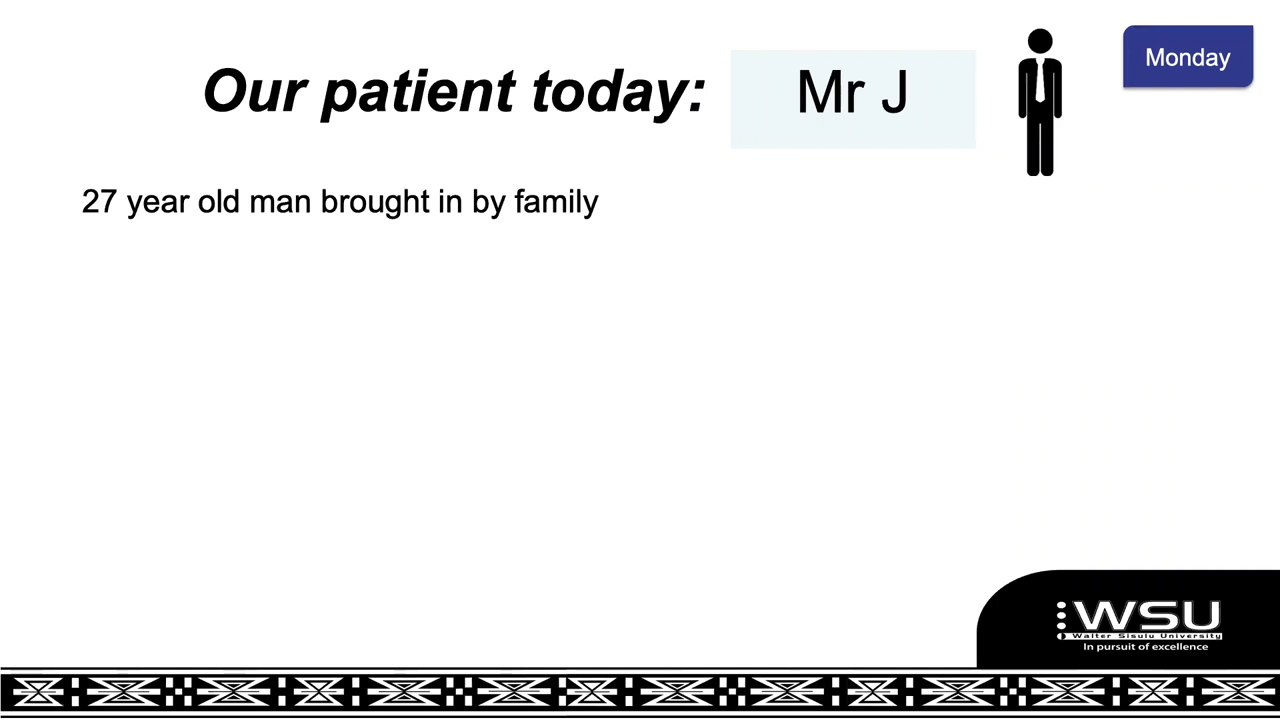 Our patient today:
Mr J
Monday
27 year old man brought in by family
WSU
Walter Sisulu University
In pursuit of excellence